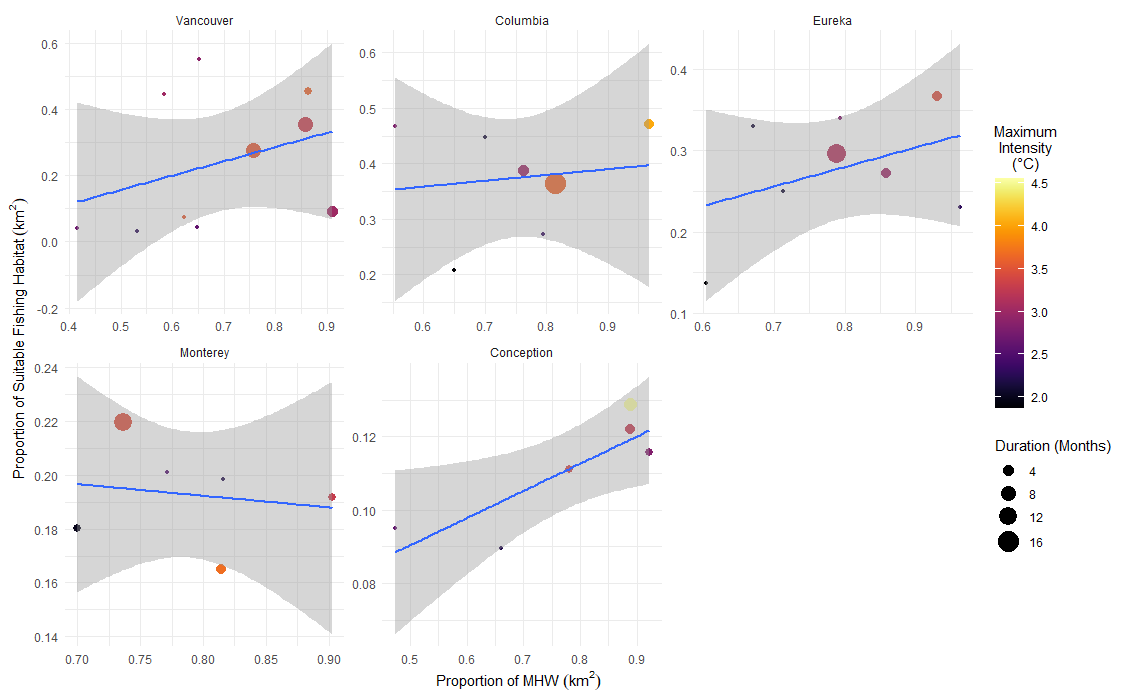 Vancouver
Columbia
Eureka
0.6
0.4
0.2
0.0
-0.2
0.4 0.5 0.6 0.7 0.8 0.9
0.6
0.5
0.4
0.3
0.2
0.6 0.7 0.8 0.9
0.4
0.3
0.2
0.1
0.6 0.7 0.8 0.9
Monterey
Conception
0.24
0.22
0.20
0.18
0.16
0.14
0.70 0.75 0.80 0.85 0.90
0.12
0.10
0.08
0.5 0.6 0.7 0.8 0.9
Proportion of Suitable Fishing Habitat (km²)
Proportion of MHW (km²)
Maximum
Intensity
(°C)
4.5
4.0
3.5
3.0
2.5
2.0
Duration (Months)
4
8
12
16